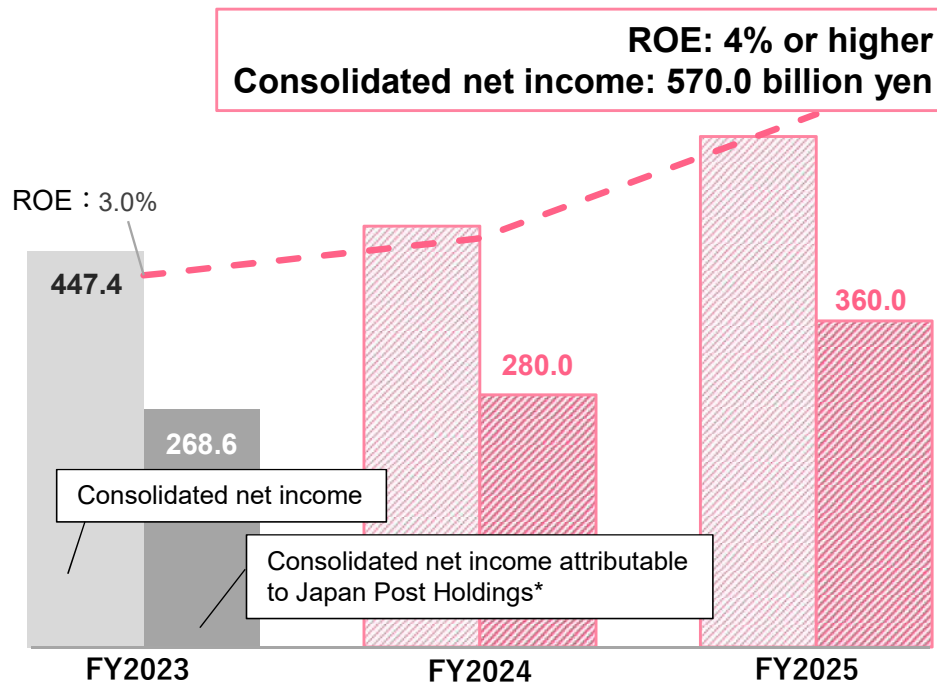 ROE: 4% or higher
Consolidated net income: 570.0 billion yen
ROE：3.0%
447.4
268.6
280.0
360.0
Consolidated net income
Consolidated net income attributable
to Japan Post Holdings*
FY2023
FY2024
FY2025